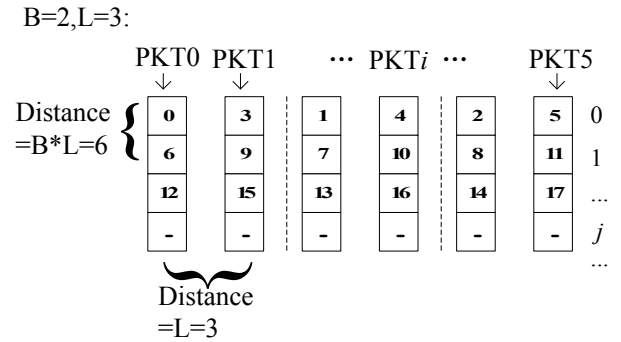 B=2,L=3:
PKT0 PKT1 ··· PKTi ··· PKT5
Distance
=B*L=6
0 3 1 4 2 5 0
6 9 7 10 8 11 1
12 15 13 16 14 17 ...
- - - - - - j
...
Distance
=L=3